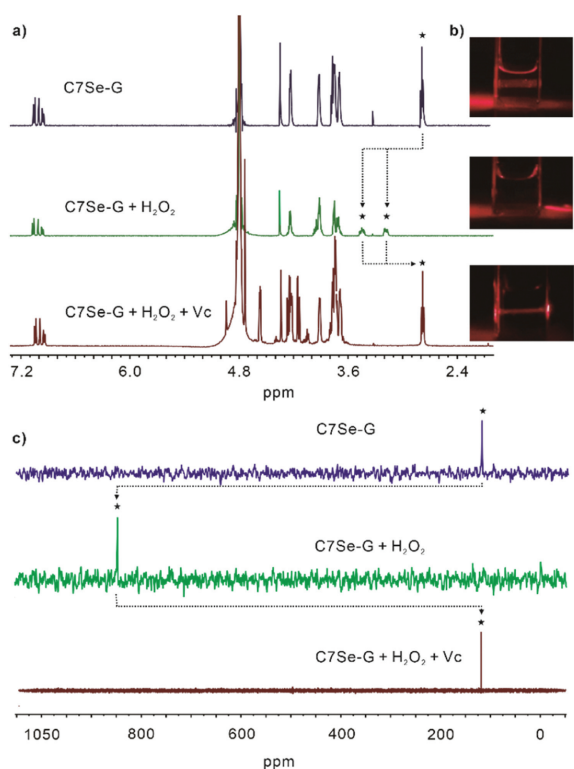 a)
b)
★
C7Se-G
★ ★
C7Se-G + H₂O₂
★
C7Se-G + H₂O₂ + Vc
7.2 6.0 4.8 3.6 2.4
ppm
c)
C7Se-G
★
★
C7Se-G + H₂O₂
★
C7Se-G + H₂O₂ + Vc
1050 800 600 400 200 0
ppm